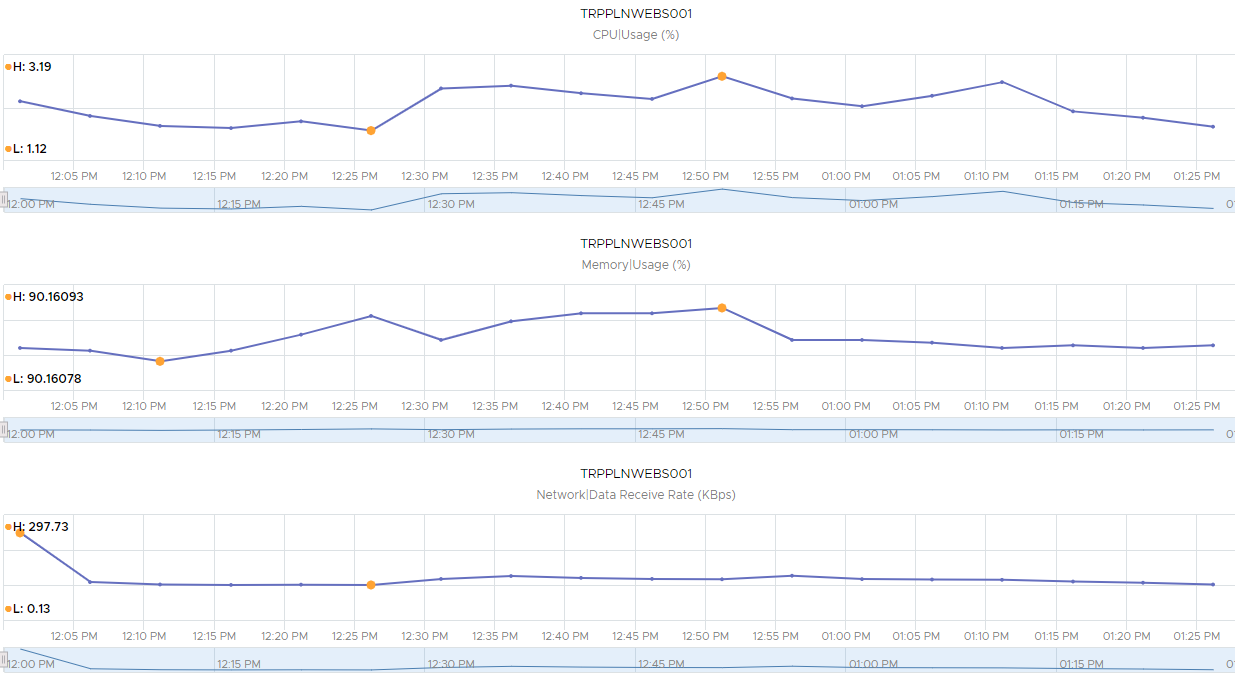 TRPPLNWEBS001
CPU|Usage (%)
H: 3.19
L: 1.12
12:05 PM 12:10 PM 12:15 PM 12:20 PM 12:25 PM 12:30 PM 12:35 PM 12:40 PM 12:45 PM 12:50 PM 12:55 PM 01:00 PM 01:05 PM 01:10 PM 01:15 PM 01:20 PM 01:25 PM
12:00 PM 12:15 PM 12:30 PM 12:45 PM 01:00 PM 01:15 PM
TRPPLNWEBS001
Memory|Usage (%)
H: 90.16093
L: 90.16078
12:05 PM 12:10 PM 12:15 PM 12:20 PM 12:25 PM 12:30 PM 12:35 PM 12:40 PM 12:45 PM 12:50 PM 12:55 PM 01:00 PM 01:05 PM 01:10 PM 01:15 PM 01:20 PM 01:25 PM
12:00 PM 12:15 PM 12:30 PM 12:45 PM 01:00 PM 01:15 PM
TRPPLNWEBS001
Network|Data Receive Rate (KBps)
H: 297.73
L: 0.13
12:05 PM 12:10 PM 12:15 PM 12:20 PM 12:25 PM 12:30 PM 12:35 PM 12:40 PM 12:45 PM 12:50 PM 12:55 PM 01:00 PM 01:05 PM 01:10 PM 01:15 PM 01:20 PM 01:25 PM
12:00 PM 12:15 PM 12:30 PM 12:45 PM 01:00 PM 01:15 PM